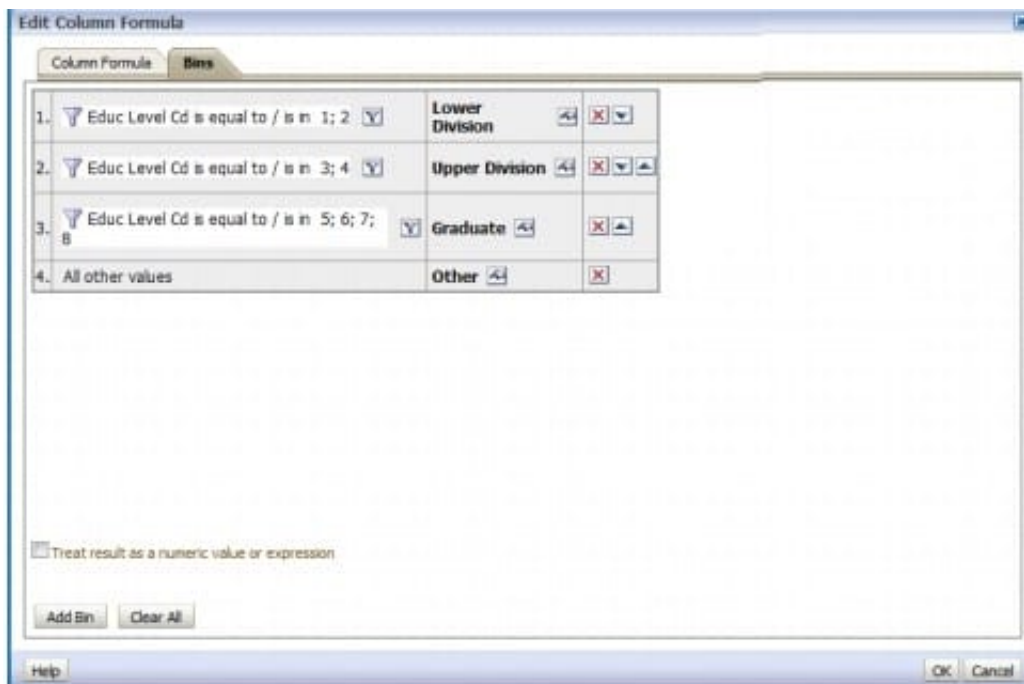 Edit Column Formula
Column Formula Bins
1. Educ Level Cd is equal to / is in 1; 2 Lower Division
2. Educ Level Cd is equal to / is in 3; 4 Upper Division
3. Educ Level Cd is equal to / is in 5; 6; 7; 8 Graduate
4. All other values Other
Treat result as a numeric value or expression
Add Bin Clear All
Help OK Cancel